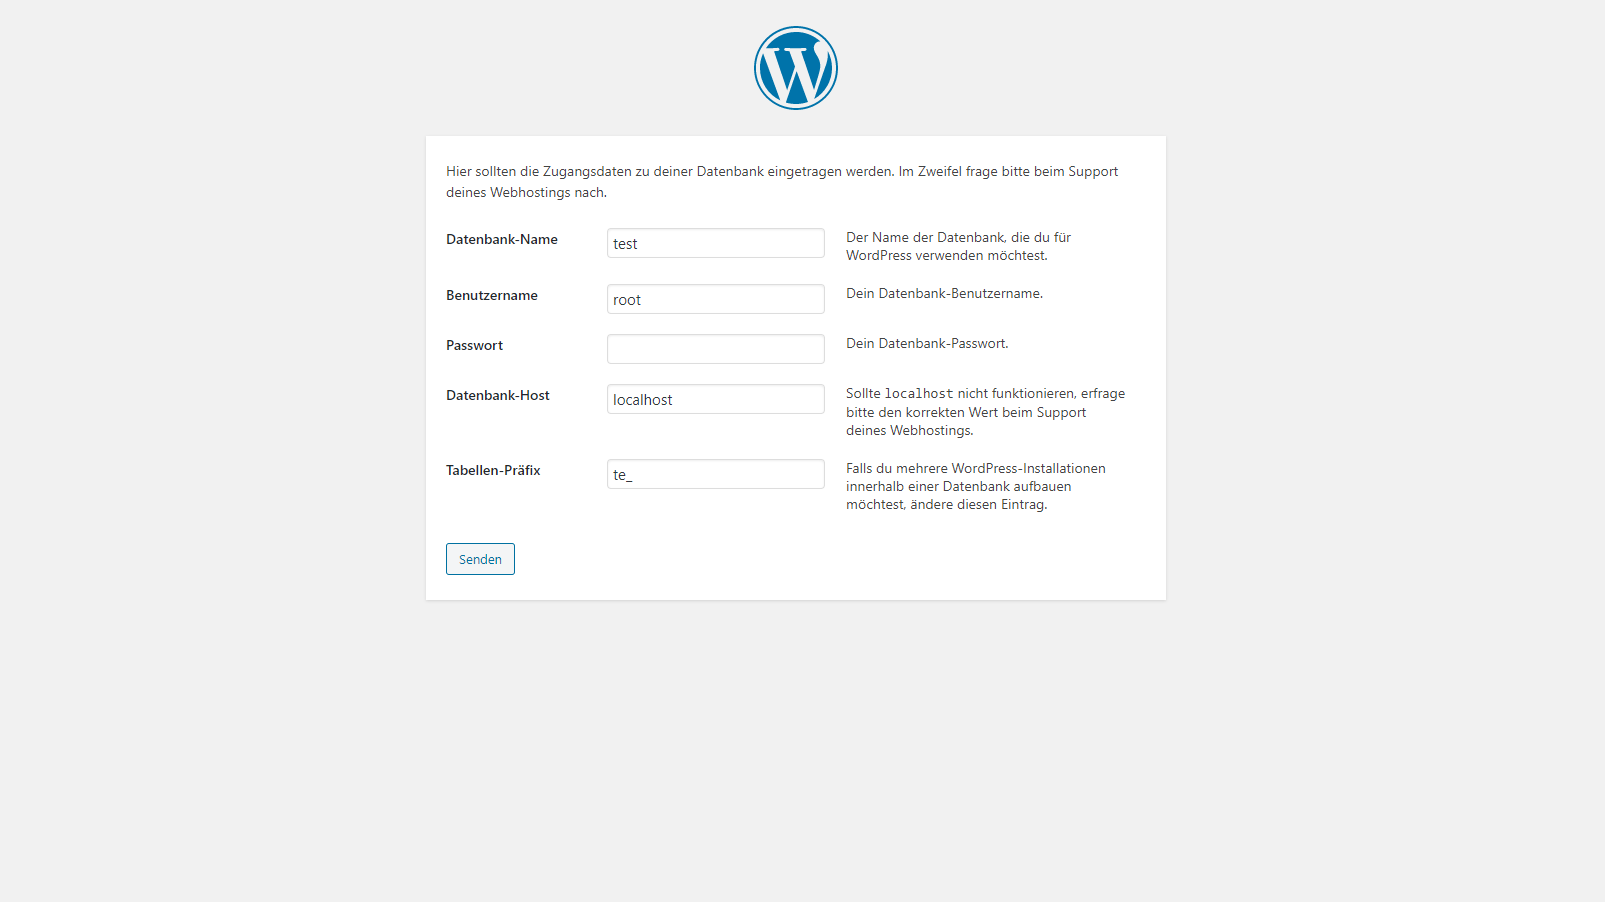 Hier sollten die Zugangsdaten zu deiner Datenbank eingetragen werden. Im Zweifel frage bitte beim Support
deines Webhostings nach.
Datenbank-Name
test
Der Name der Datenbank, die du für
WordPress verwenden möchtest.
Benutzername
root
Dein Datenbank-Benutzername.
Passwort
Dein Datenbank-Passwort.
Datenbank-Host
localhost
Sollte localhost nicht funktionieren, erfrage
bitte den korrekten Wert beim Support
deines Webhostings.
Tabellen-Präfix
te_
Falls du mehrere WordPress-Installationen
innerhalb einer Datenbank aufbauen
möchtest, ändere diesen Eintrag.
Senden